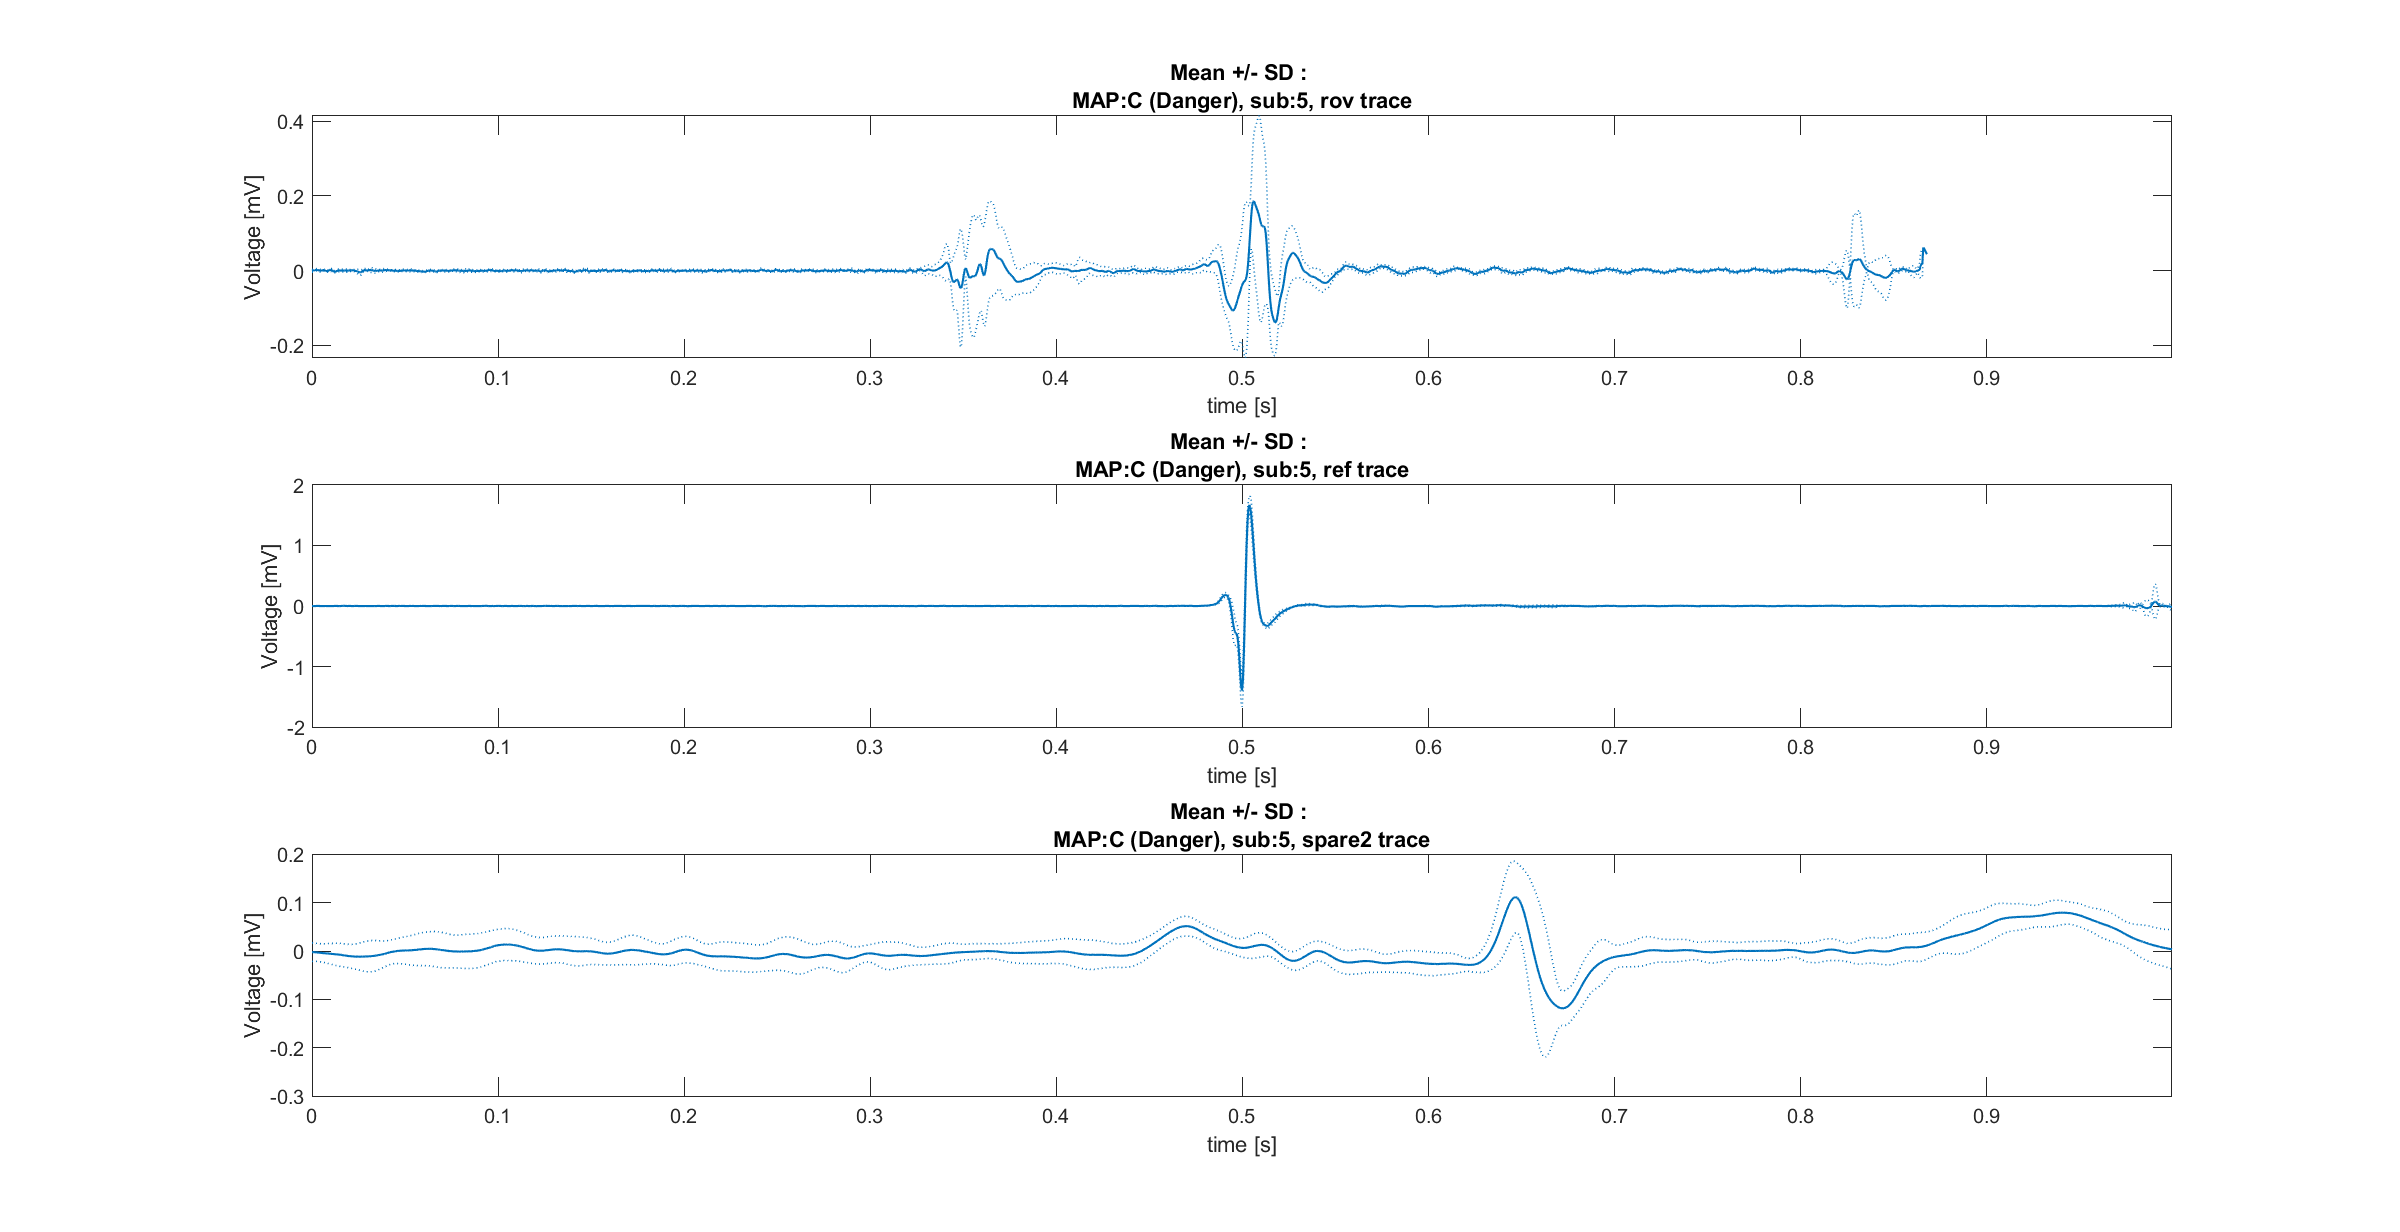 Mean +/- SD :
MAP:C (Danger), sub:5, rov trace
Voltage [mV]
0.4
0.2
0
-0.2
0 0.1 0.2 0.3 0.4 0.5 0.6 0.7 0.8 0.9
time [s]
Mean +/- SD :
MAP:C (Danger), sub:5, ref trace
Voltage [mV]
2
1
0
-1
-2
0 0.1 0.2 0.3 0.4 0.5 0.6 0.7 0.8 0.9
time [s]
Mean +/- SD :
MAP:C (Danger), sub:5, spare2 trace
Voltage [mV]
0.2
0.1
0
-0.1
-0.2
-0.3
0 0.1 0.2 0.3 0.4 0.5 0.6 0.7 0.8 0.9
time [s]